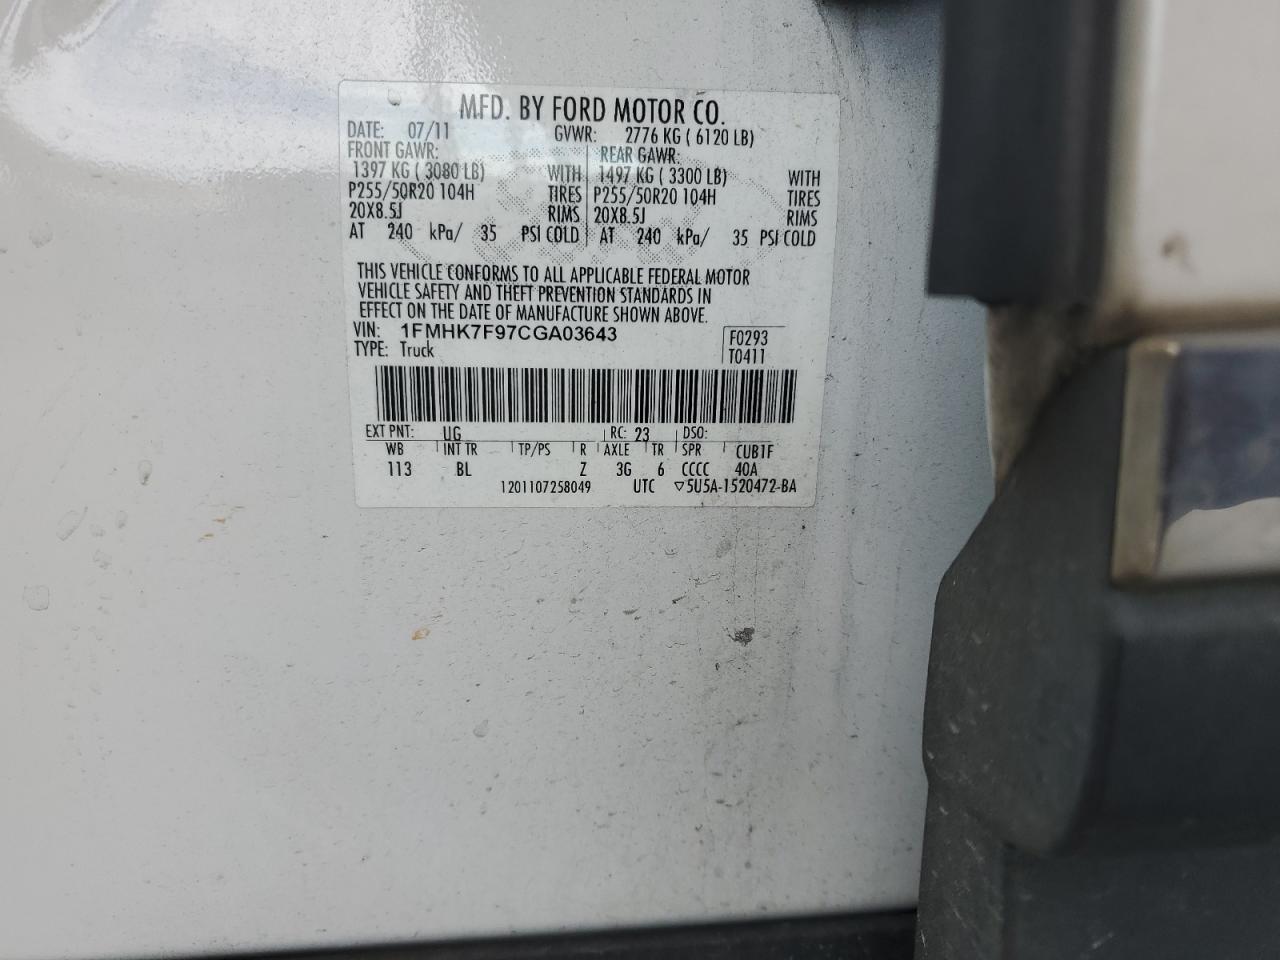 MFD. BY FORD MOTOR CO.
DATE: 07/11 GVWR: 2776 KG ( 6120 LB)
FRONT GAWR: REAR GAWR:
1397 KG ( 3080 LB) WITH 1497 KG ( 3300 LB) WITH
P255/50R20 104H TIRES P255/50R20 104H TIRES
20X8.5J RIMS 20X8.5J RIMS
AT 240 kPa/ 35 PSI COLD AT 240 kPa/ 35 PSI COLD
THIS VEHICLE CONFORMS TO ALL APPLICABLE FEDERAL MOTOR
VEHICLE SAFETY AND THEFT PREVENTION STANDARDS IN
EFFECT ON THE DATE OF MANUFACTURE SHOWN ABOVE.
VIN: 1FMHK7F97CGA03643 F0293
TYPE: Truck T0411
EXT PNT: UG RC: 23 DSO:
WB INT TR TP/PS R AXLE TR SPR CUB1F
113 BL Z 3G 6 CCCC 40A
1201107258049 UTC ▽5U5A-1520472-BA